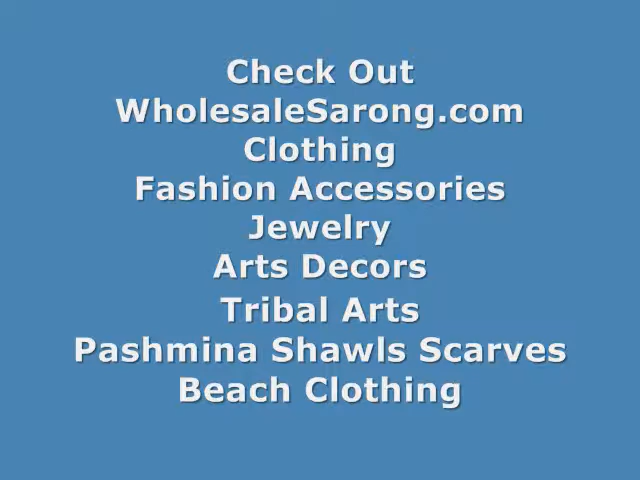 Check Out
WholesaleSarong.com
Clothing
Fashion Accessories
Jewelry
Arts Decors
Tribal Arts
Pashmina Shawls Scarves
Beach Clothing